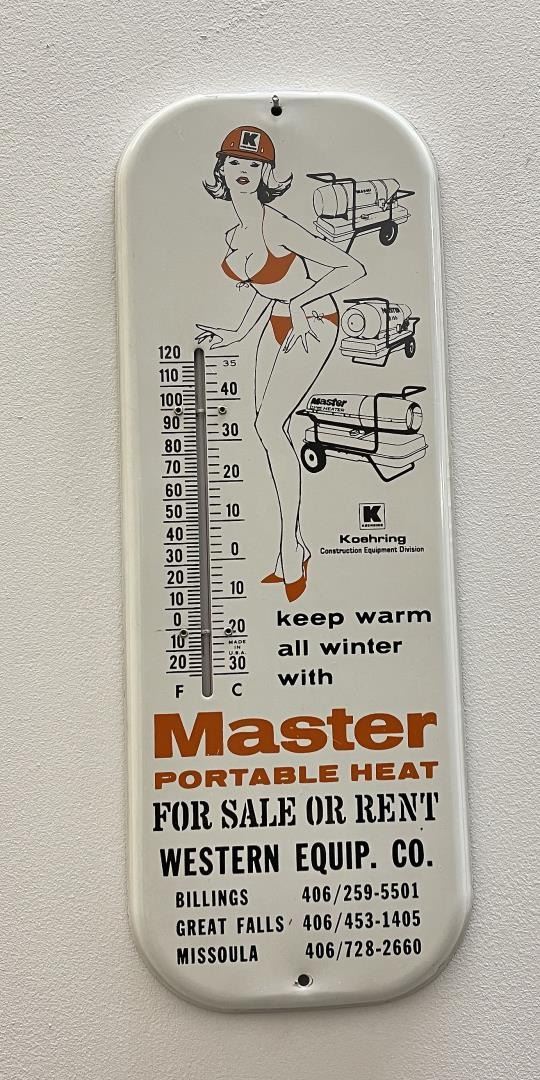 K
Master
Master
Master
120
110
100
90
80
70
60
50
40
30
20
10
0
10
20
F
35
40
30
20
10
0
10
20
MADE
IN
U.S.A.
30
C
K
KOEHRING
Koehring
Construction Equipment Division
keep warm
all winter
with
Master
PORTABLE HEAT
FOR SALE OR RENT
WESTERN EQUIP. CO.
BILLINGS 406/259-5501
GREAT FALLS 406/453-1405
MISSOULA 406/728-2660